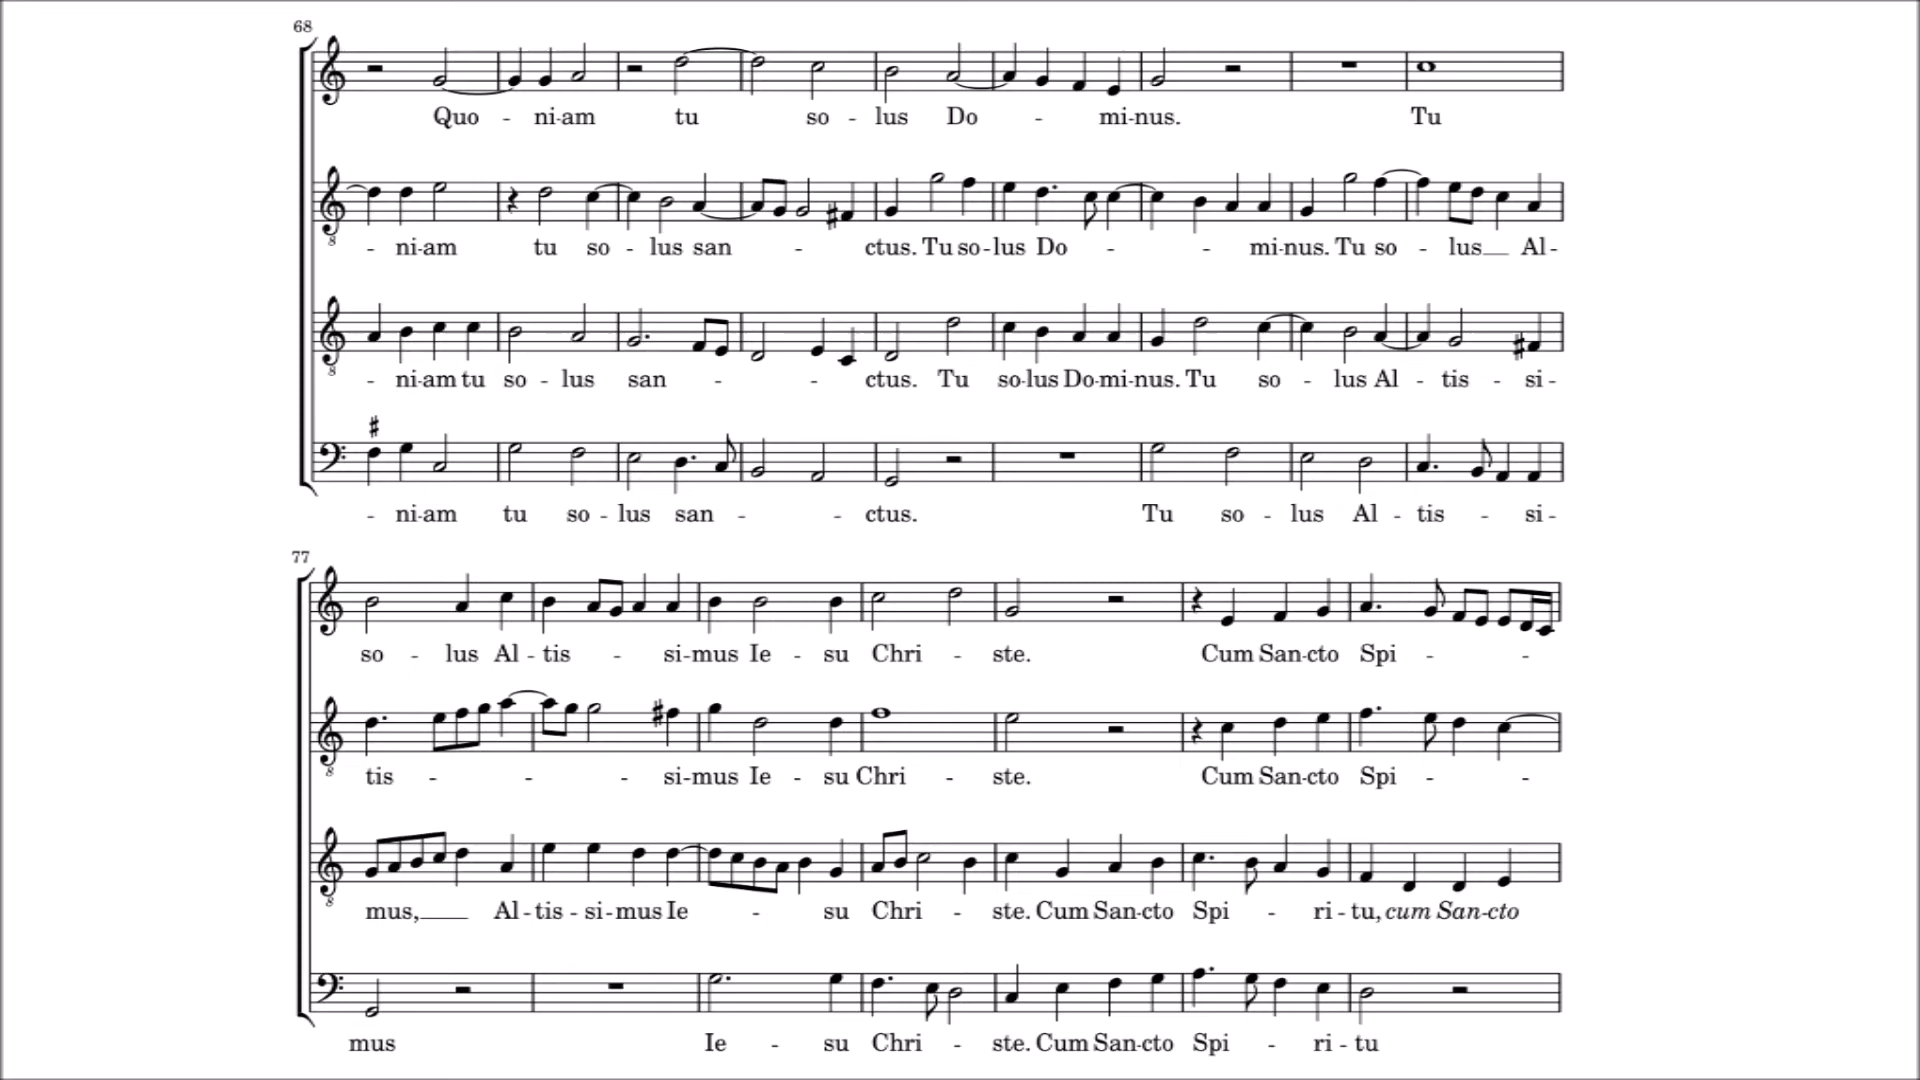 68
Quo - ni-am tu so - lus Do - mi-nus. Tu
- ni-am tu so - lus san - - ctus. Tu so-lus Do - - - mi-nus. Tu so - lus__ Al-
- ni-am tu so - lus san - - - ctus. Tu so-lus Do-mi-nus. Tu so - lus Al - tis - si-
- ni-am tu so - lus san - - ctus. Tu so - lus Al - tis - si-
77
so - lus Al - tis - si-mus Ie - su Chri - ste. Cum San-cto Spi - - -
tis - - - si-mus Ie - su Chri - ste. Cum San-cto Spi - - -
mus,__ Al-tis-si-mus Ie - - su Chri - ste. Cum San-cto Spi - ri-tu, cum San-cto
mus Ie - su Chri - ste. Cum San-cto Spi - ri-tu